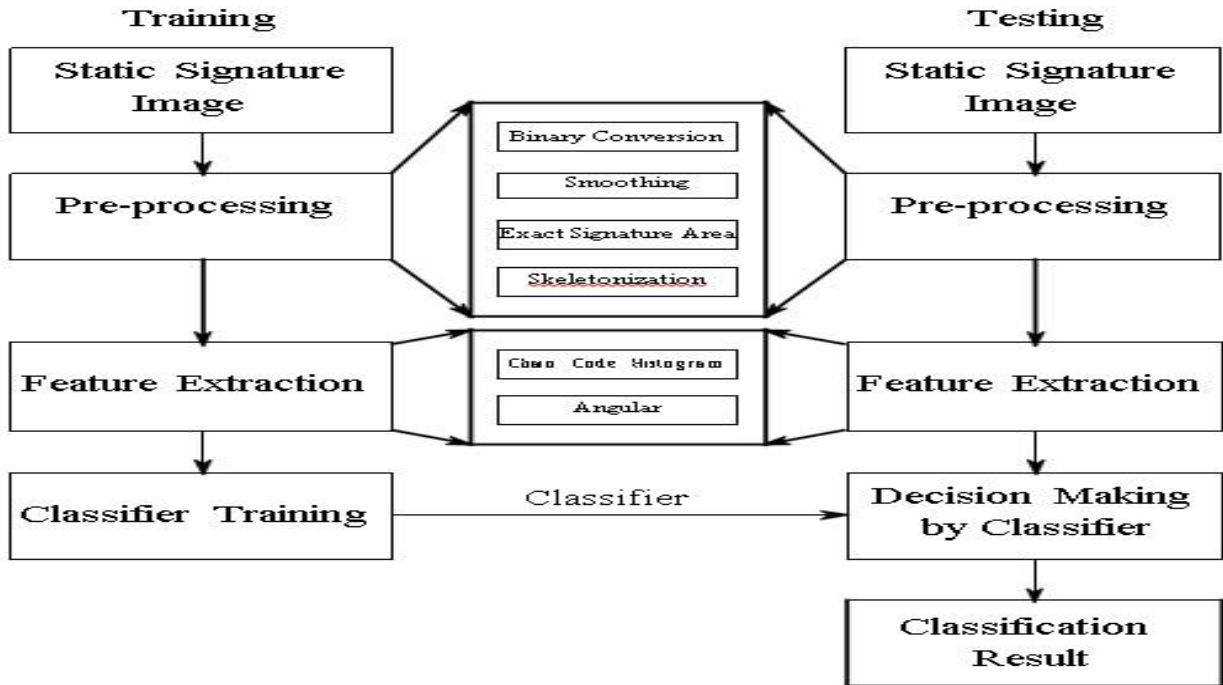 Training
Testing
Static Signature
Image
Static Signature
Image
Binary Conversion
Smoothing
Exact Signature Area
Skeletonization
Pre-processing
Pre-processing
Chain Code Histogram
Angular
Feature Extraction
Feature Extraction
Classifier Training
Classifier
Decision Making
by Classifier
Classification
Result